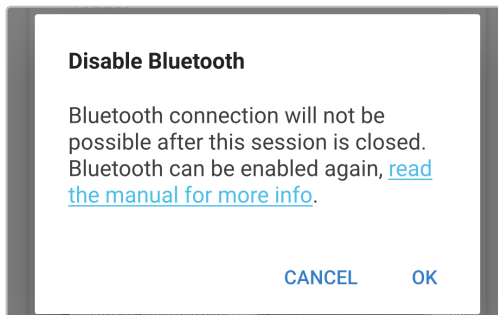 Disable Bluetooth
Bluetooth connection will not be
possible after this session is closed.
Bluetooth can be enabled again, read
the manual for more info.
CANCEL OK